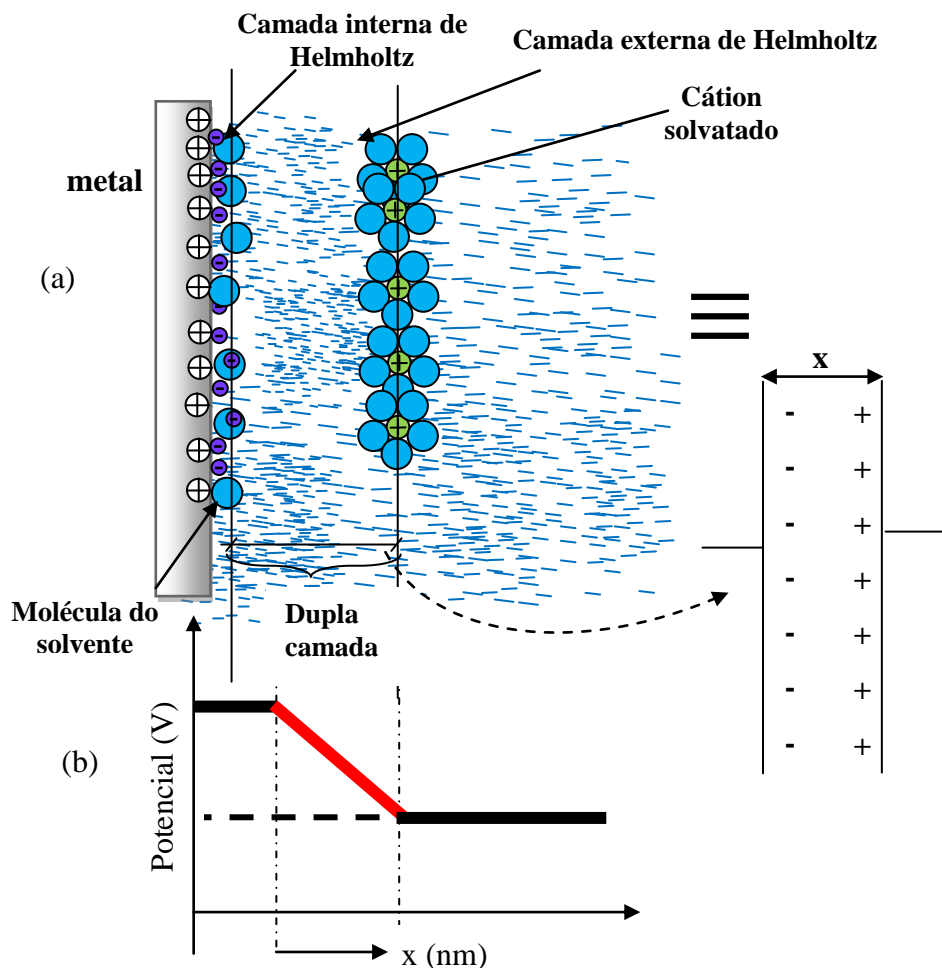 Camada interna de
Helmholtz
Camada externa de Helmholtz
Cátion
solvatado
metal
(a)
x
- +
- +
- +
- +
- +
- +
- +
Molécula do
solvente
Dupla
camada
(b)
Potencial (V)
x (nm)